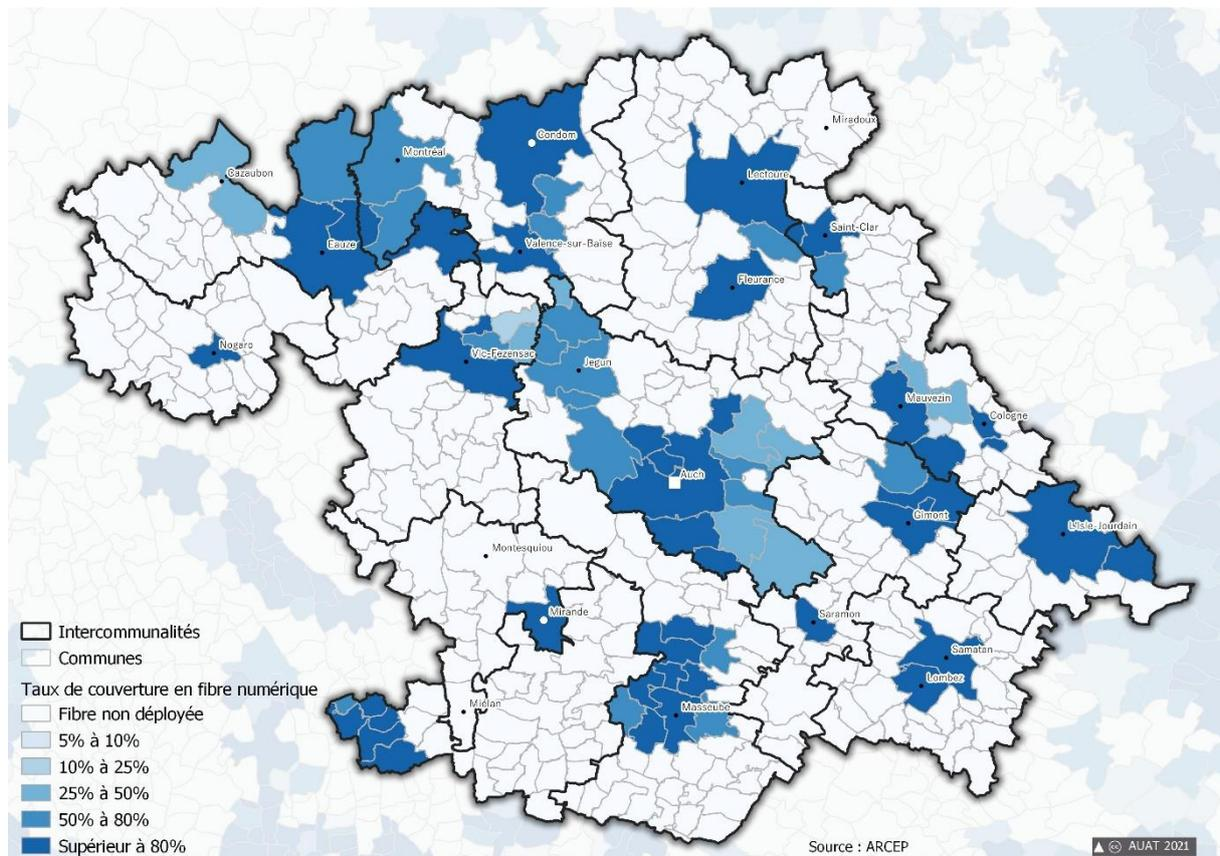 Miradoux
Condom
Montréal
Cazaubon
Lectoure
Saint-Clar
Eauze
Valence-sur-Baïse
Fleurance
Nogaro
Vic-Fezensac
Jegun
Mauvezin
Cologne
Auch
Gimont
L'Isle-Jourdain
Montesquiou
Mirande
Saramon
Samatan
Lombez
Miélan
Masseube
Intercommunalités
Communes
Taux de couverture en fibre numérique
Fibre non déployée
5% à 10%
10% à 25%
25% à 50%
50% à 80%
Supérieur à 80%
Source : ARCEP
cc AUAT 2021